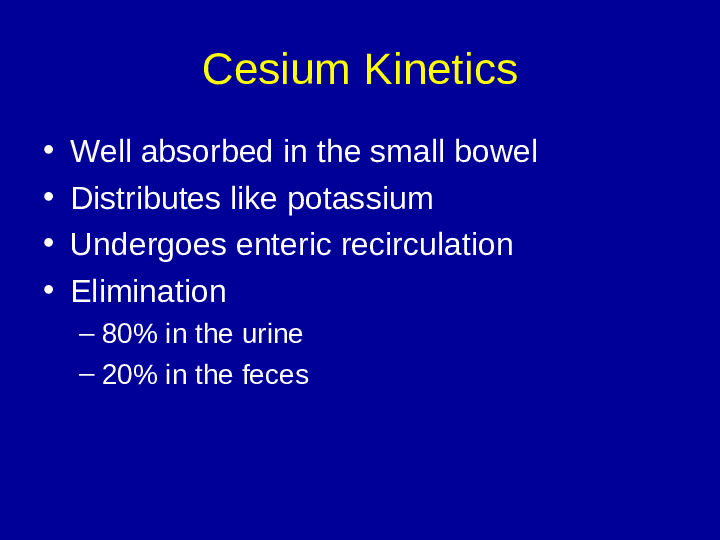 Cesium Kinetics
• Well absorbed in the small bowel
• Distributes like potassium
• Undergoes enteric recirculation
• Elimination
– 80% in the urine
– 20% in the feces